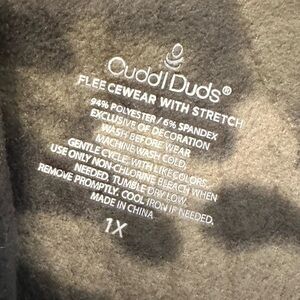 Cuddl Duds®
FLEECEWEAR WITH STRETCH
94% POLYESTER / 6% SPANDEX
EXCLUSIVE OF DECORATION
WASH BEFORE WEAR
MACHINE WASH COLD,
GENTLE CYCLE, WITH LIKE COLORS.
USE ONLY NON-CHLORINE BLEACH WHEN
NEEDED. TUMBLE DRY LOW.
REMOVE PROMPTLY. COOL IRON IF NEEDED.
MADE IN CHINA
1X